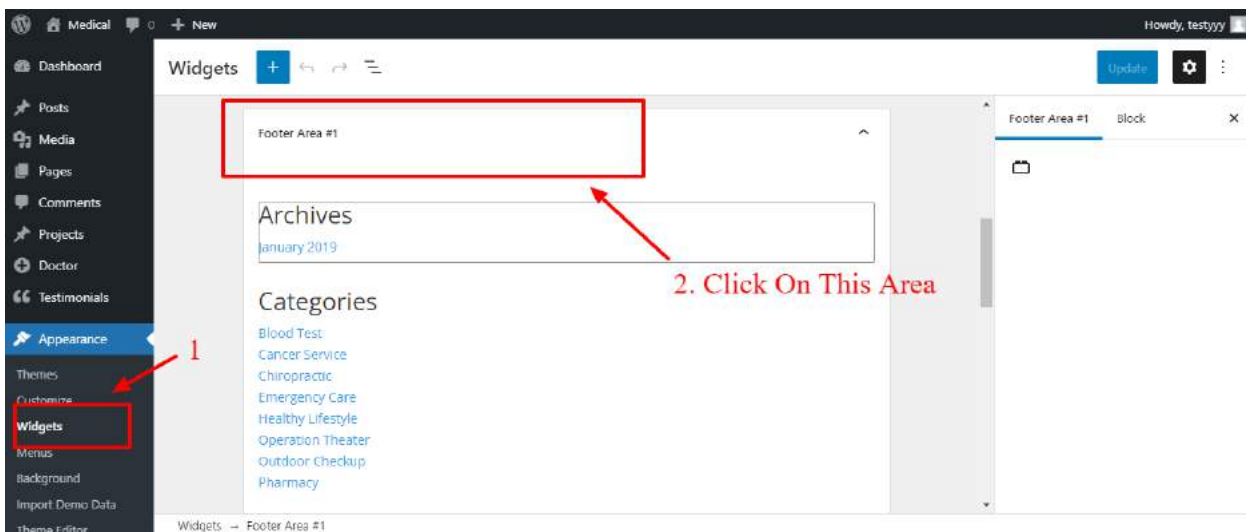 Medical 0 New Howdy, testyyy
Dashboard
Posts
Media
Pages
Comments
Projects
Doctor
Testimonials
Appearance
Themes
Customize
Widgets
Menus
Background
Import Demo Data
Theme Editor
Widgets Update
Footer Area #1
Archives
January 2019
Categories
Blood Test
Cancer Service
Chiropractic
Emergency Care
Healthy Lifestyle
Operation Theater
Outdoor Checkup
Pharmacy
1
2. Click On This Area
Footer Area #1 Block
Widgets → Footer Area #1